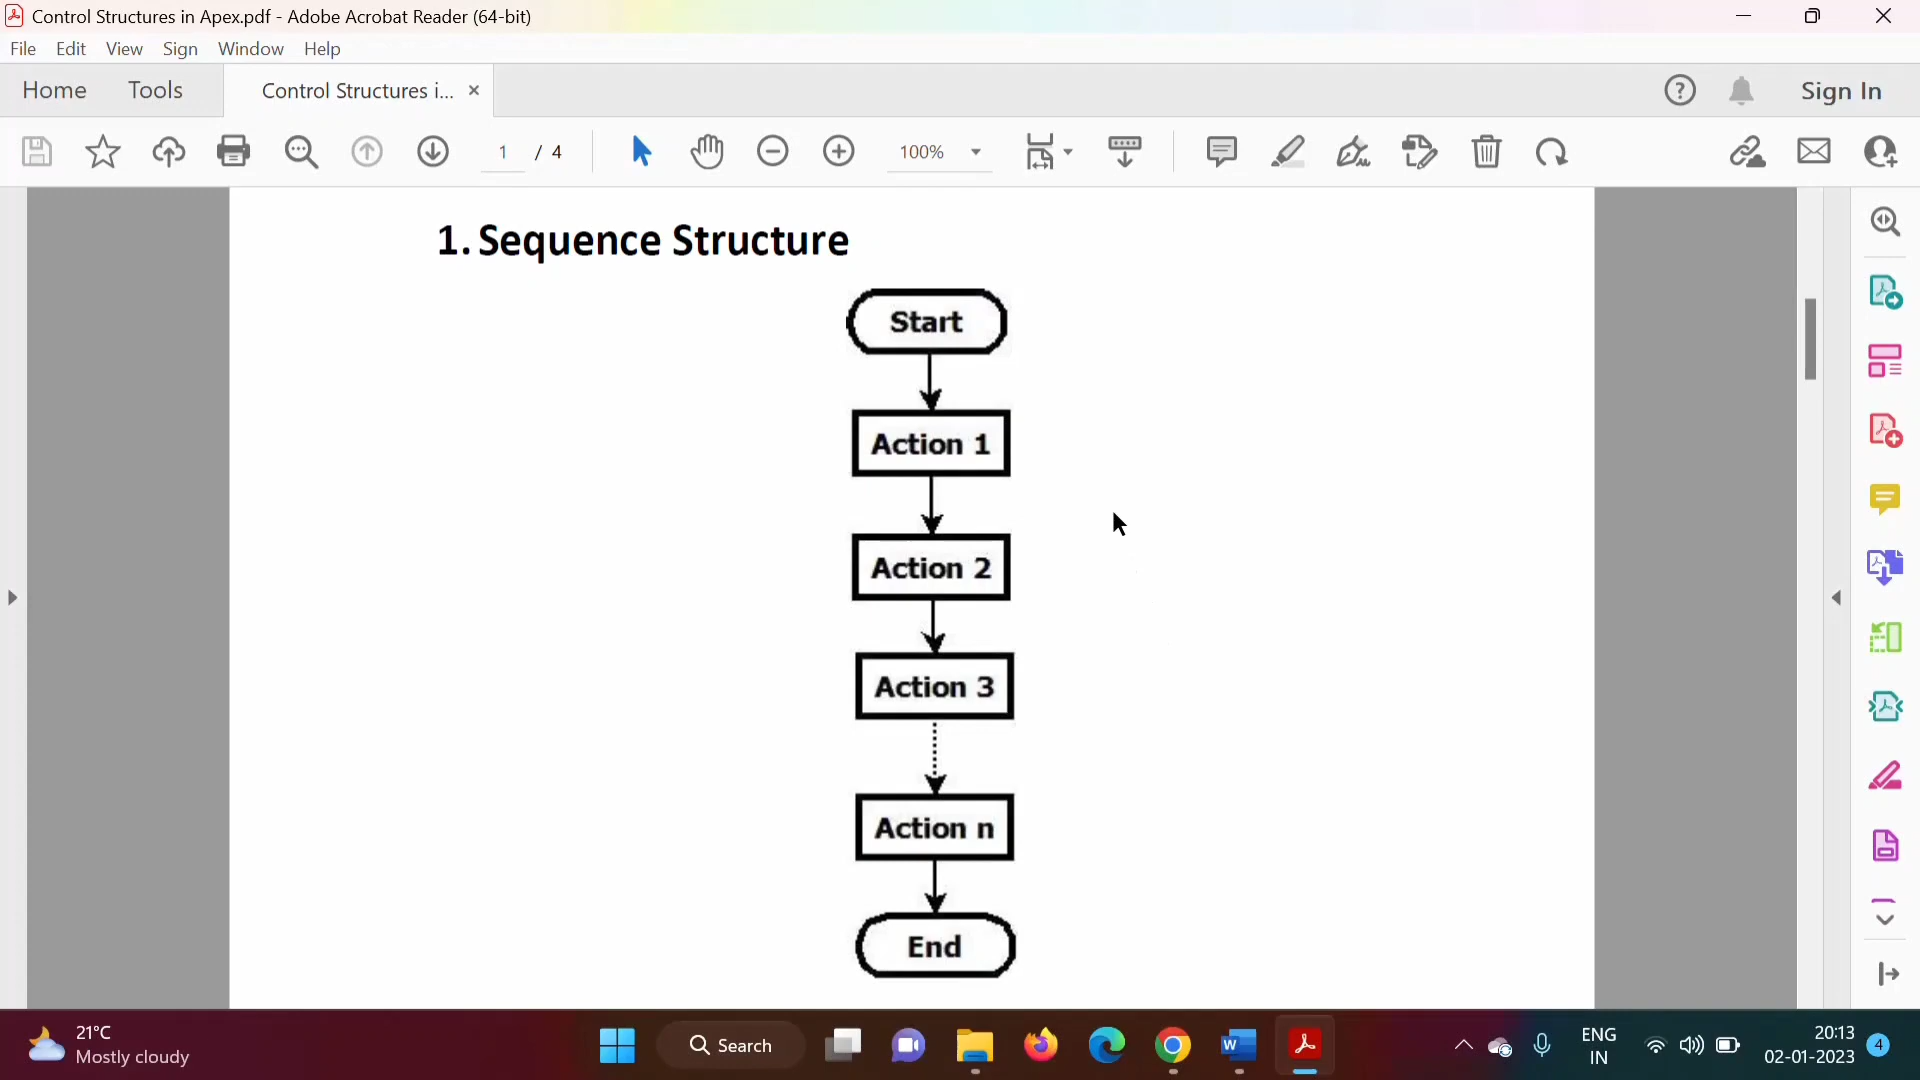 Control Structures in Apex.pdf - Adobe Acrobat Reader (64-bit)
File Edit View Sign Window Help
Home Tools Control Structures i... Sign In
1 / 4 100%
1. Sequence Structure
Start
Action 1
Action 2
Action 3
Action n
End
21°C
Mostly cloudy
Search
ENG
IN
20:13
02-01-2023
4